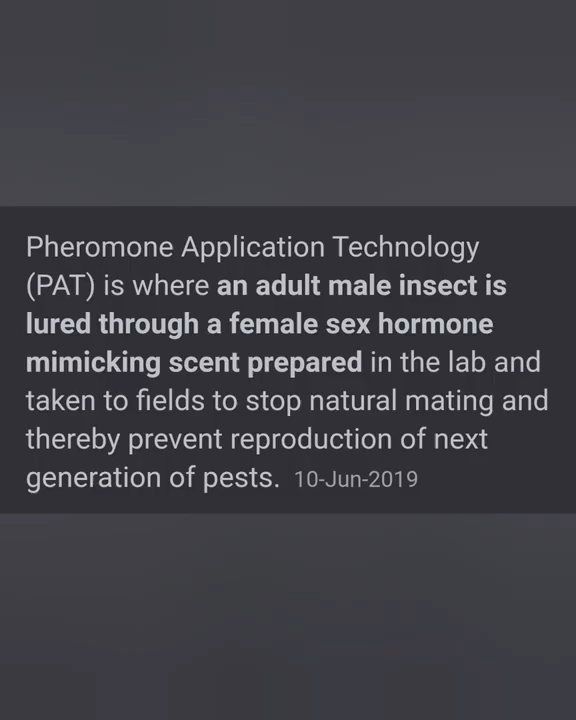 Pheromone Application Technology
(PAT) is where an adult male insect is
lured through a female sex hormone
mimicking scent prepared in the lab and
taken to fields to stop natural mating and
thereby prevent reproduction of next
generation of pests. 10-Jun-2019